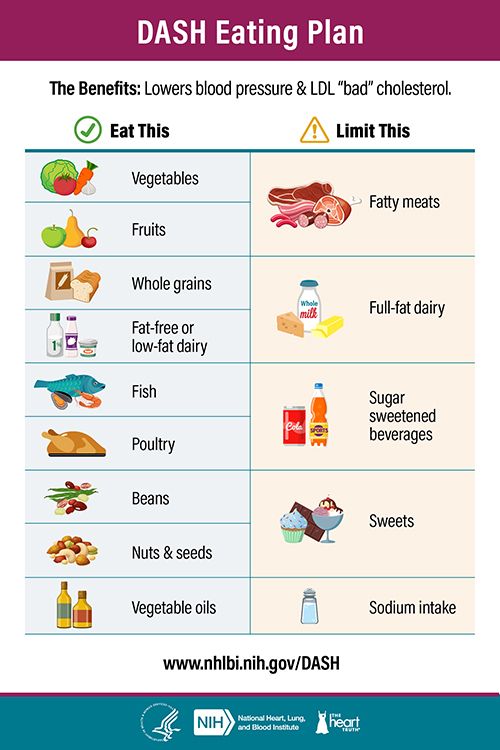 DASH Eating Plan
The Benefits: Lowers blood pressure & LDL “bad” cholesterol.
Eat This
Limit This
Vegetables
Fruits
Whole grains
1%
Fat-free or
low-fat dairy
Fish
Poultry
Beans
Nuts & seeds
Vegetable oils
Fatty meats
Whole
milk
Full-fat dairy
Cola
SPORTS
Sugar
sweetened
beverages
Sweets
Sodium intake
www.nhlbi.nih.gov/DASH
NIH
National Heart, Lung,
and Blood Institute
THE
heart
TRUTH®